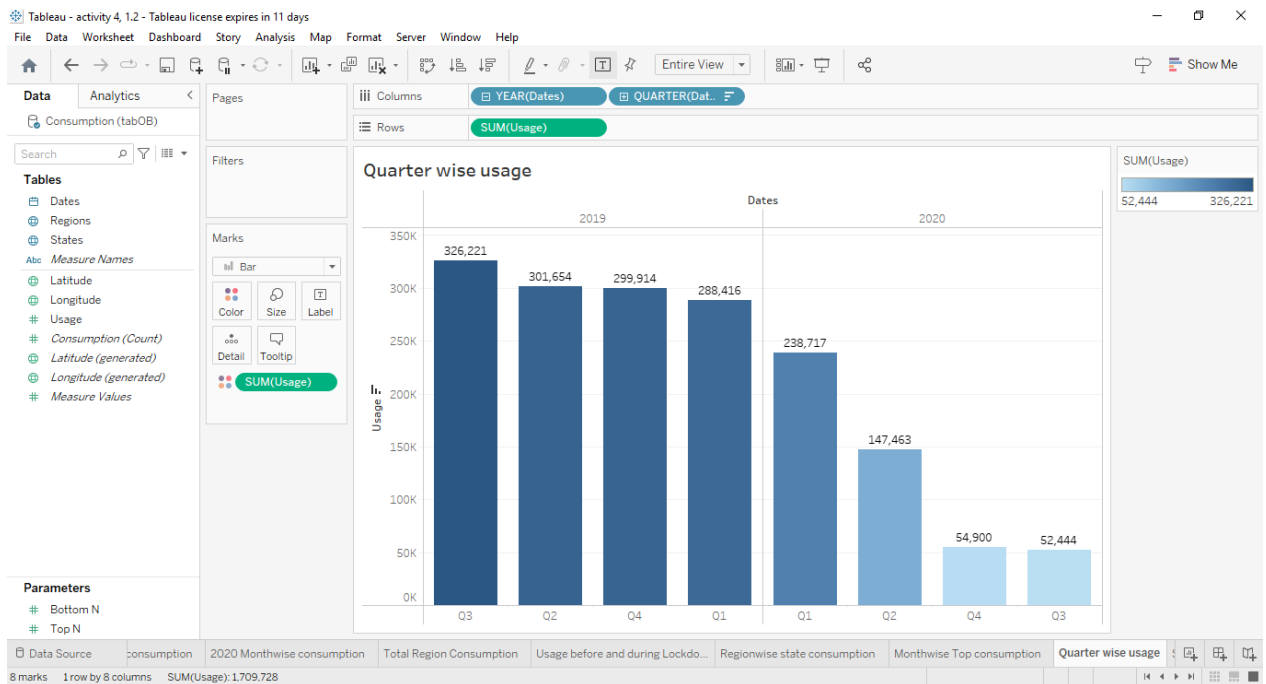 Tableau - activity 4, 1.2 - Tableau license expires in 11 days
File Data Worksheet Dashboard Story Analysis Map Format Server Window Help
Entire View
Show Me
Data Analytics
Consumption (tabOB)
Search
Tables
Dates
Regions
States
Abc Measure Names
Latitude
Longitude
# Usage
# Consumption (Count)
Latitude (generated)
Longitude (generated)
# Measure Values
Parameters
# Bottom N
# Top N
Pages
Filters
Marks
Bar
Color Size Label
Detail Tooltip
SUM(Usage)
Columns YEAR(Dates) QUARTER(Dat..
Rows SUM(Usage)
Quarter wise usage
Dates
2019 2020
Usage
350K
300K
250K
200K
150K
100K
50K
0K
326,221
301,654
299,914
288,416
238,717
147,463
54,900
52,444
Q3 Q2 Q4 Q1 Q1 Q2 Q4 Q3
SUM(Usage)
52,444 326,221
Data Source consumption 2020 Monthwise consumption Total Region Consumption Usage before and during Lockdo... Regionwise state consumption Monthwise Top consumption Quarter wise usage
8 marks 1 row by 8 columns SUM(Usage): 1,709,728